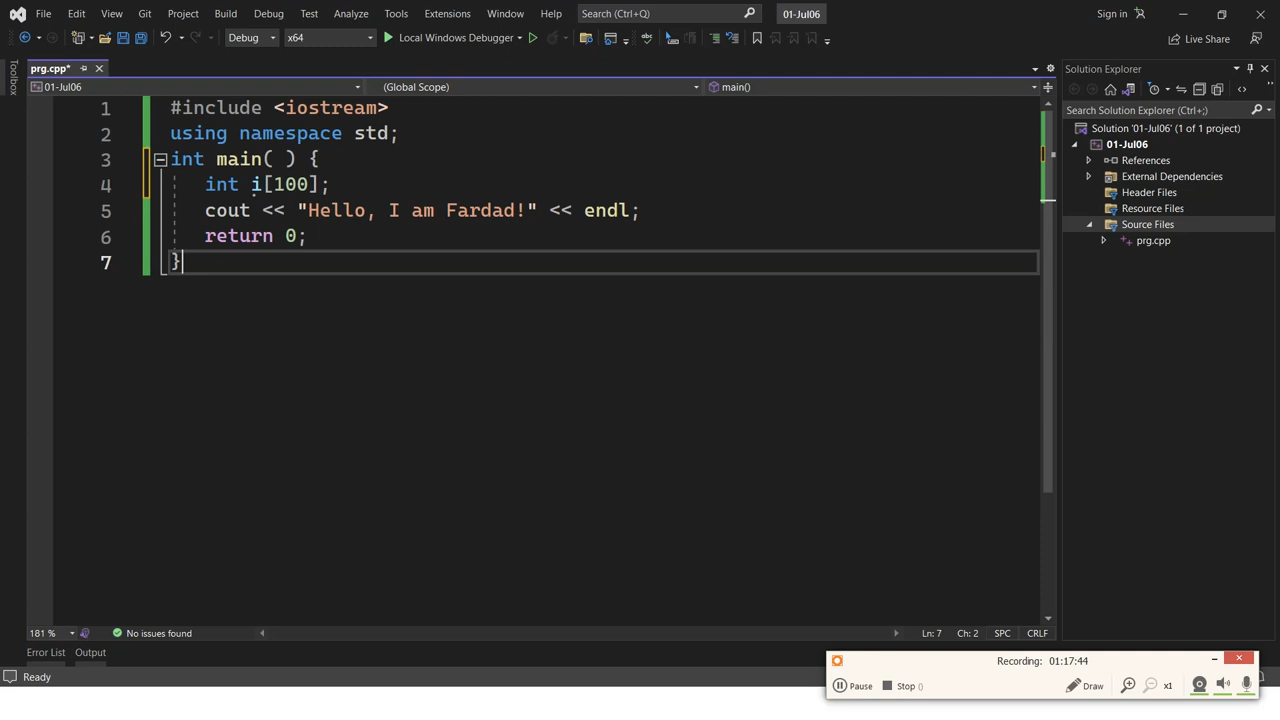 File Edit View Git Project Build Debug Test Analyze Tools Extensions Window Help Search (Ctrl+Q) 01-Jul06 Sign in
Debug x64 Local Windows Debugger Live Share
prg.cpp*
01-Jul06 (Global Scope) main()
1 #include <iostream>
2 using namespace std;
3 int main( ) {
4 int i[100];
5 cout << "Hello, I am Fardad!" << endl;
6 return 0;
7 }
181 % No issues found Ln: 7 Ch: 2 SPC CRLF
Error List Output
Ready
Toolbox
Solution Explorer
Search Solution Explorer (Ctrl+;)
Solution '01-Jul06' (1 of 1 project)
01-Jul06
References
External Dependencies
Header Files
Resource Files
Source Files
prg.cpp
Recording: 01:17:44
Pause Stop () Draw x1